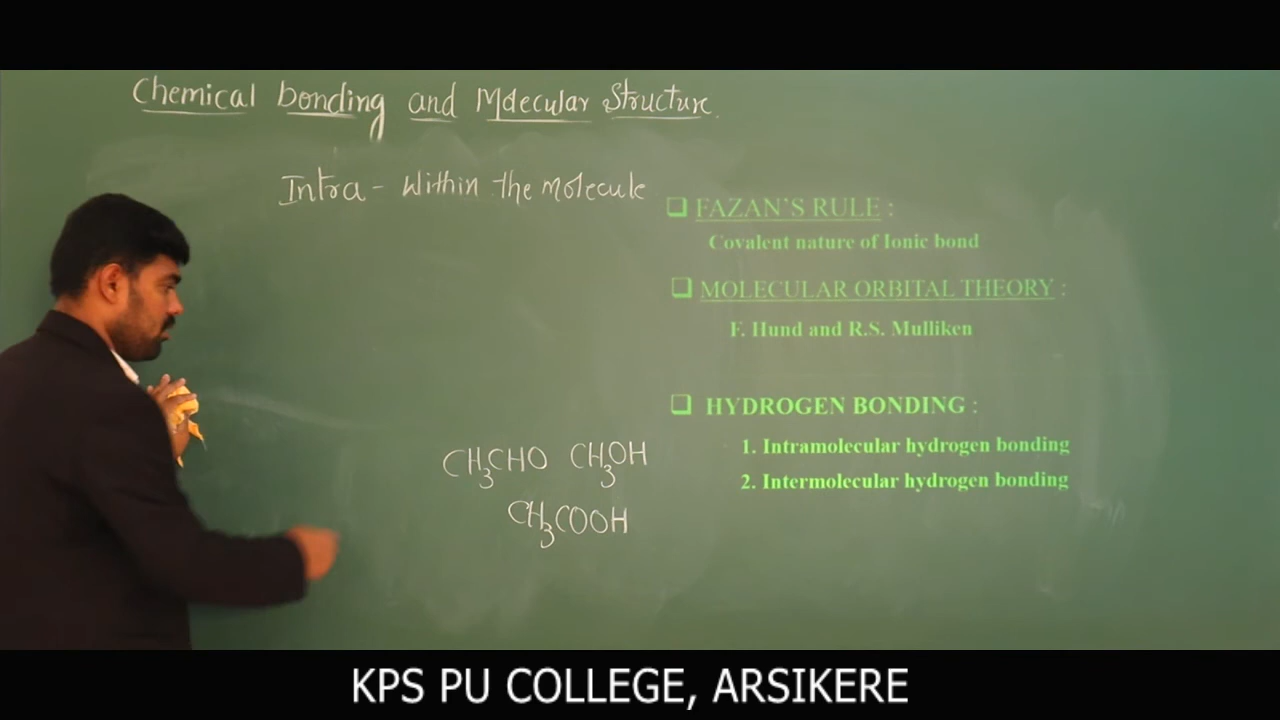 Chemical bonding and Molecular Structure.
Intra - Within the molecule
❑ FAZAN'S RULE :
Covalent nature of Ionic bond
❑ MOLECULAR ORBITAL THEORY :
F. Hund and R.S. Mulliken
❑ HYDROGEN BONDING :
1. Intramolecular hydrogen bonding
2. Intermolecular hydrogen bonding
CH₃CHO CH₃OH
CH₃COOH
KPS PU COLLEGE, ARSIKERE